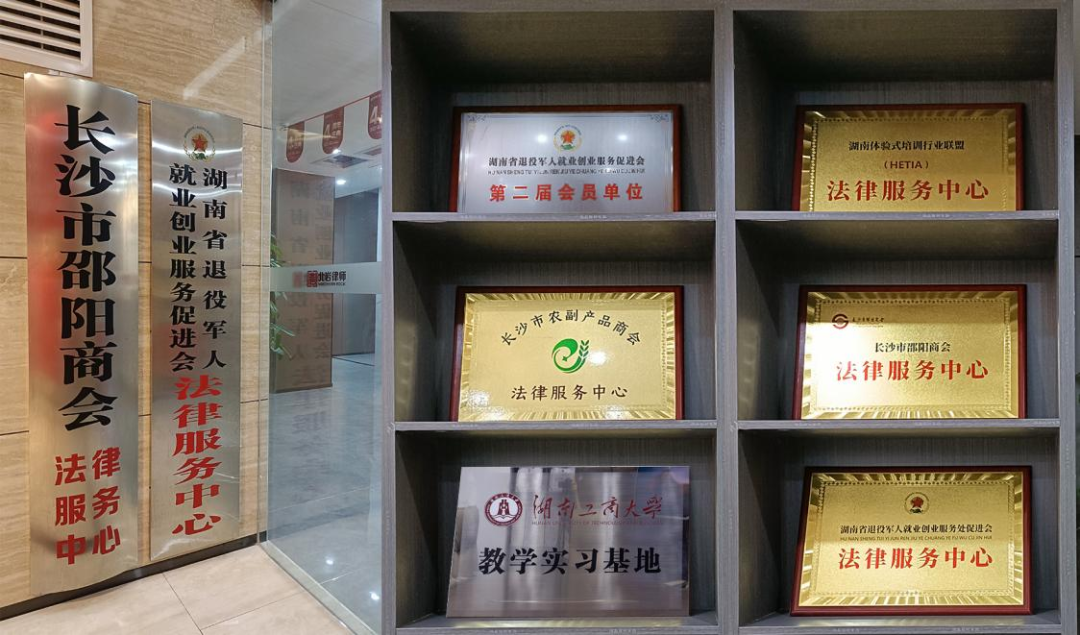 长沙市邵阳商会
法律
服务
中心
湖南省退役军人
就业创业服务促进会
法律服务中心
北岩律师
湖南省退役军人就业创业服务促进会
第二届会员单位
湖南体验式培训行业联盟
(HETIA)
法律服务中心
长沙市农副产品商会
法律服务中心
长沙市邵阳商会
法律服务中心
湖南工商大学
教学实习基地
湖南省退役军人就业创业服务处促进会
法律服务中心